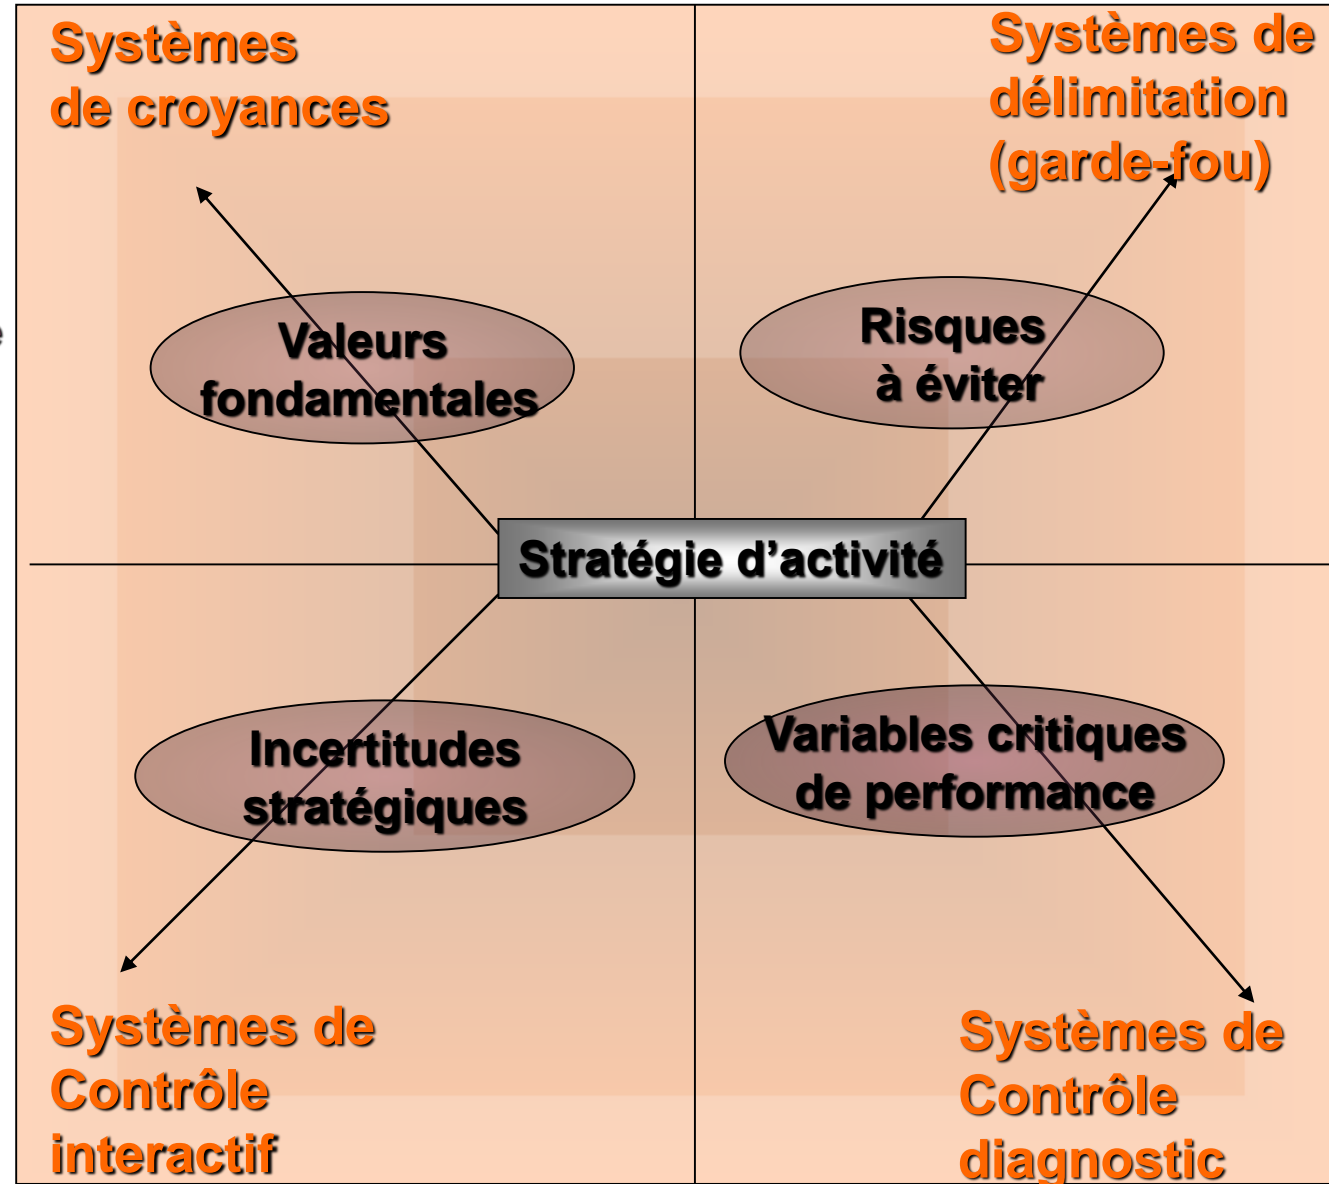 Systèmes
de croyances
Systèmes de
délimitation
(garde-fou)
Valeurs
fondamentales
Risques
à éviter
Stratégie d’activité
Incertitudes
stratégiques
Variables critiques
de performance
Systèmes de
Contrôle
interactif
Systèmes de
Contrôle
diagnostic